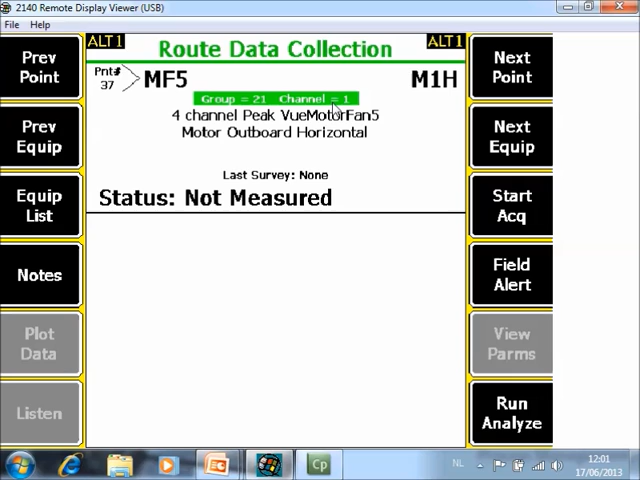 2140 Remote Display Viewer (USB)
File Help
ALT1
Route Data Collection
ALT1
Prev Point
Pnt#
37
MF5
M1H
Next Point
Group = 21 Channel = 1
4 channel Peak VueMotorFan5
Motor Outboard Horizontal
Prev Equip
Next Equip
Last Survey: None
Status: Not Measured
Equip List
Start Acq
Notes
Field Alert
Plot Data
View Parms
Listen
Run Analyze
Cp
NL
12:01
17/06/2013